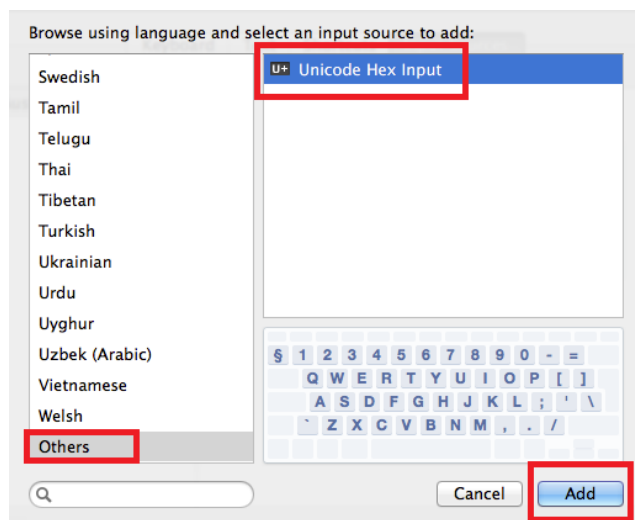 Browse using language and select an input source to add:
Swedish
Tamil
Telugu
Thai
Tibetan
Turkish
Ukrainian
Urdu
Uyghur
Uzbek (Arabic)
Vietnamese
Welsh
Others
U+ Unicode Hex Input
§ 1 2 3 4 5 6 7 8 9 0 - =
Q W E R T Y U I O P [ ]
A S D F G H J K L ; ' \
` Z X C V B N M , . /
Cancel
Add